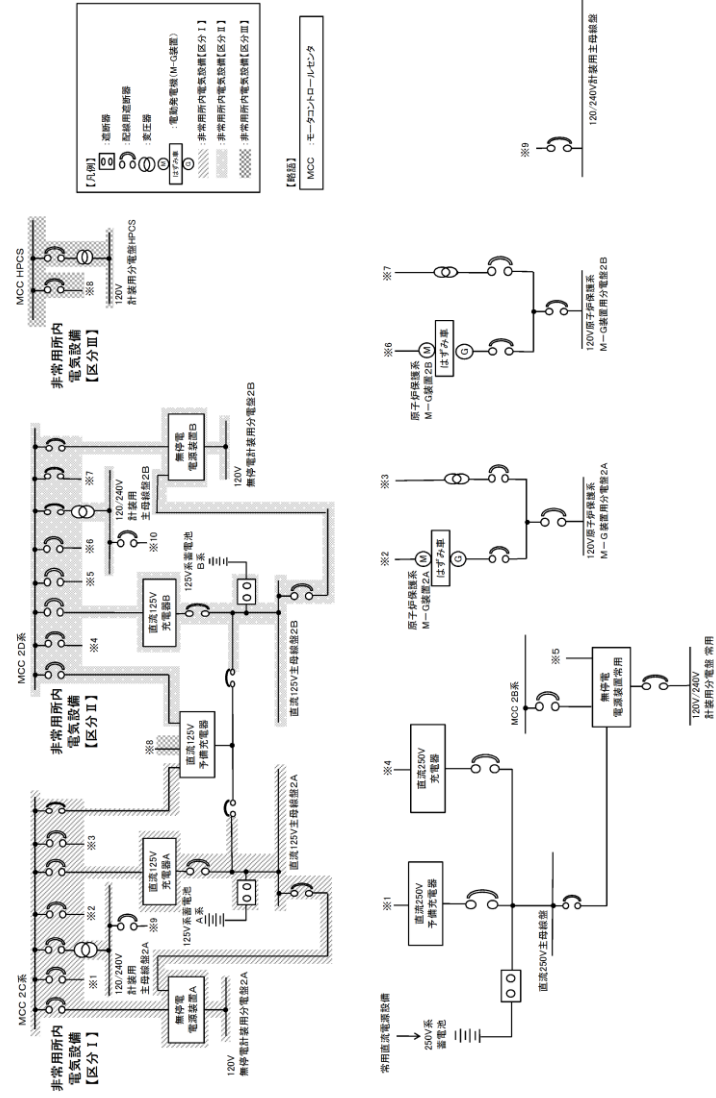 非常用所内
電気設備
【区分Ⅰ】
MCC 2C系
※1
※2
※3
120/240V
計装用
主母線盤2A
※9
無停電
電源装置A
120V
無停電計装用分電盤2A
直流125V
充電器A
125V系蓄電池
A系
直流125V主母線盤2A
直流125V
予備充電器
※8
非常用所内
電気設備
【区分Ⅱ】
MCC 2D系
※4
※5
※6
※7
直流125V
充電器B
125V系蓄電池
B系
直流125V主母線盤2B
120/240V
計装用
主母線盤2B
※10
無停電
電源装置B
120V
無停電計装用分電盤2B
非常用所内
電気設備
【区分Ⅲ】
MCC HPCS
※8
120V
計装用分電盤HPCS
【凡例】
:遮断器
:配線用遮断器
:変圧器
M
はずみ車
G
:電動発電機(M-G装置)
:非常用所内電気設備【区分Ⅰ】
:非常用所内電気設備【区分Ⅱ】
:非常用所内電気設備【区分Ⅲ】
【略語】
MCC :モータコントロールセンタ
常用直流電源設備
250V系
蓄電池
※1
直流250V
予備充電器
※4
直流250V
充電器
直流250V主母線盤
MCC 2B系
※5
無停電
電源装置常用
120V/240V
計装用分電盤 常用
※2
※3
原子炉保護系
M-G装置2A
M
はずみ車
G
120V原子炉保護系
M-G装置用分電盤2A
※6
※7
原子炉保護系
M-G装置2B
M
はずみ車
G
120V原子炉保護系
M-G装置用分電盤2B
※9
120/240V計装用主母線盤